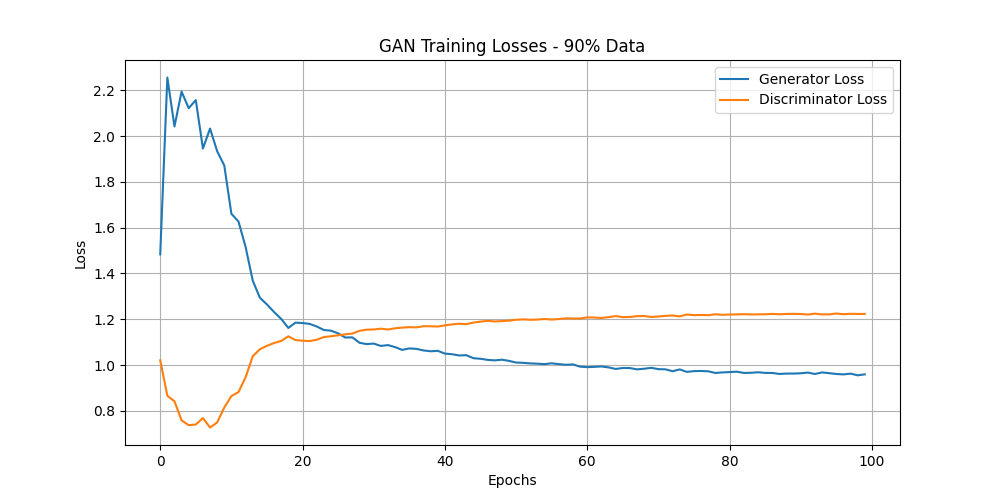 GAN Training Losses - 90% Data
Generator Loss
Discriminator Loss
Loss
2.2
2.0
1.8
1.6
1.4
1.2
1.0
0.8
0
20
40
60
80
100
Epochs